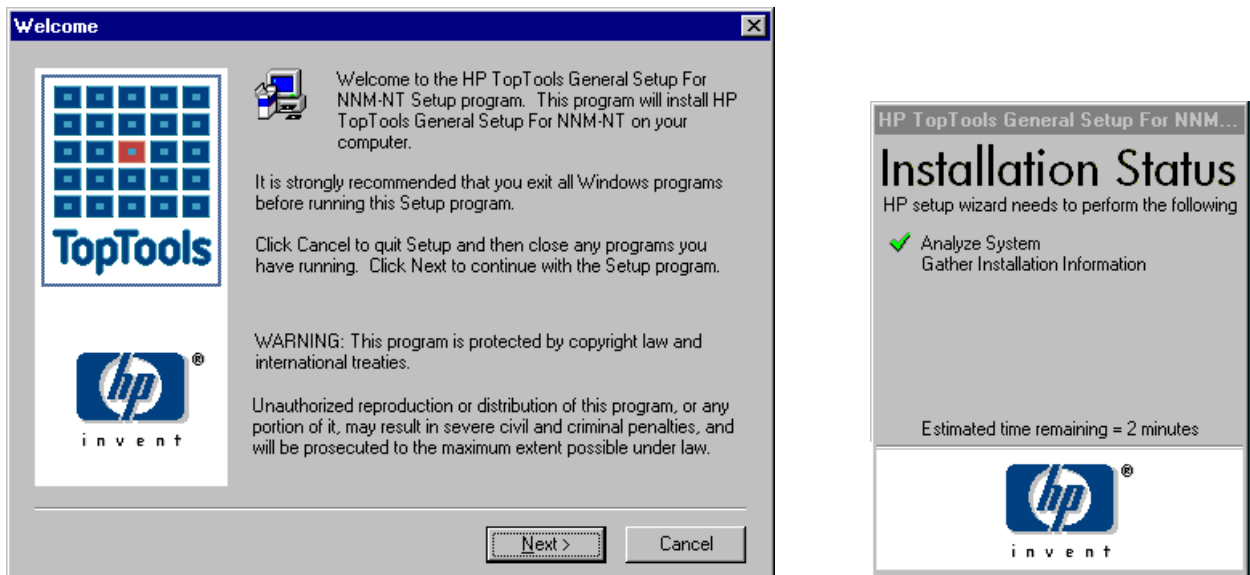 Welcome
TopTools
Welcome to the HP TopTools General Setup For
NNM-NT Setup program. This program will install HP
TopTools General Setup For NNM-NT on your
computer.
It is strongly recommended that you exit all Windows programs
before running this Setup program.
Click Cancel to quit Setup and then close any programs you
have running. Click Next to continue with the Setup program.
WARNING: This program is protected by copyright law and
international treaties.
Unauthorized reproduction or distribution of this program, or any
portion of it, may result in severe civil and criminal penalties, and
will be prosecuted to the maximum extent possible under law.
hp ®
invent
Next >
Cancel
HP TopTools General Setup For NNM...
Installation Status
HP setup wizard needs to perform the following
Analyze System
Gather Installation Information
Estimated time remaining = 2 minutes
hp ®
invent